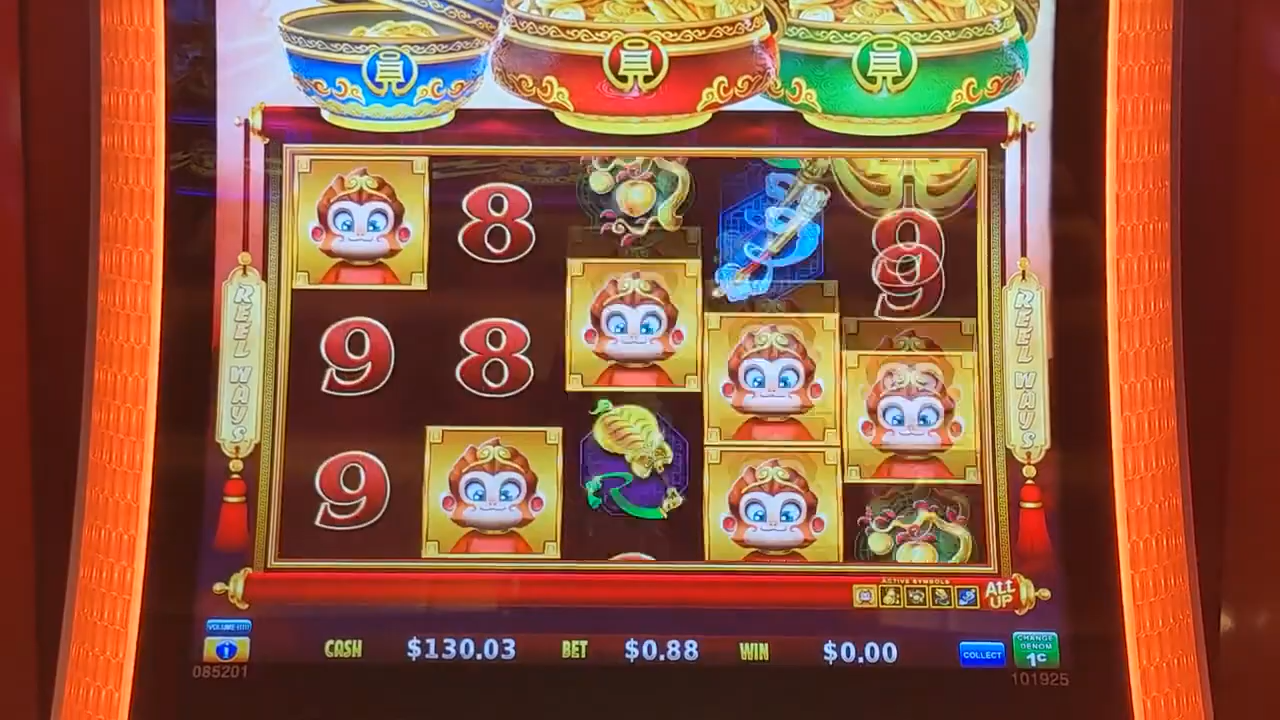 8
9
REEL WAYS
9
8
REEL WAYS
9
ACTIVE SYMBOLS
ALL UP
VOLUME
CASH $130.03 BET $0.88 WIN $0.00
COLLECT
CHANGE DENOM 1¢
085201
101925